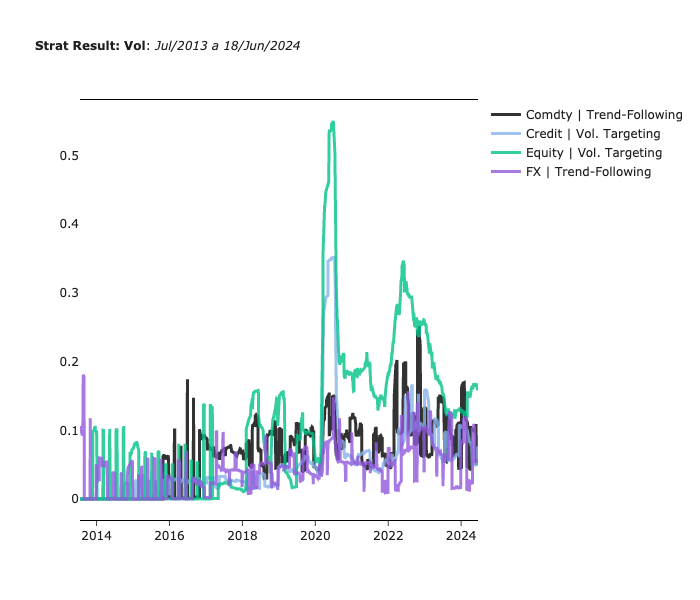 Strat Result: Vol: Jul/2013 a 18/Jun/2024
Comdty | Trend-Following
Credit | Vol. Targeting
Equity | Vol. Targeting
FX | Trend-Following
0.5
0.4
0.3
0.2
0.1
0
2014 2016 2018 2020 2022 2024